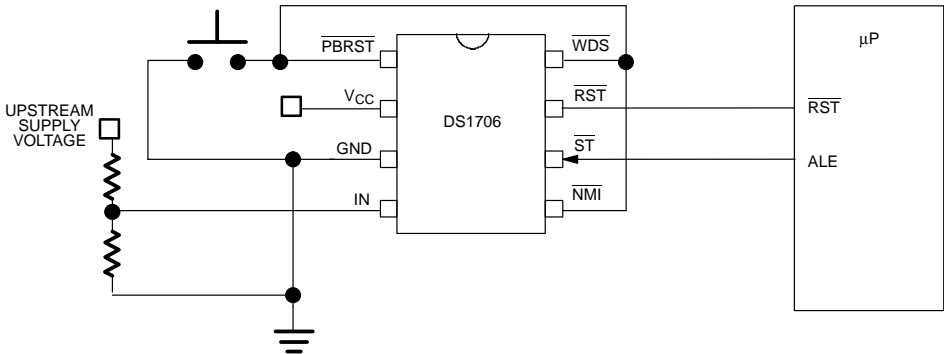 PBRST
WDS
µP
VCC
RST
RST
UPSTREAM
SUPPLY
VOLTAGE
DS1706
GND
ST
ALE
IN
NMI